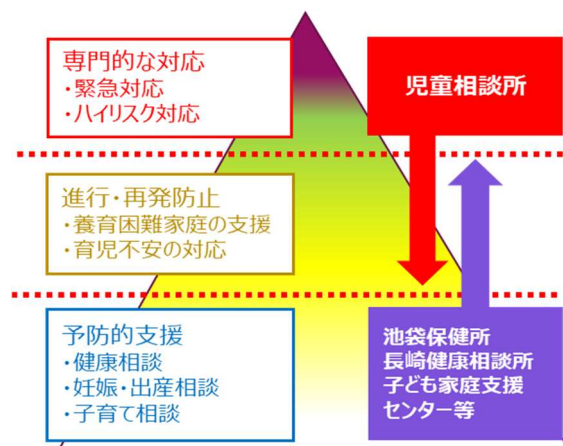 専門的な対応
・緊急対応
・ハイリスク対応
児童相談所
進行・再発防止
・養育困難家庭の支援
・育児不安の対応
予防的支援
・健康相談
・妊娠・出産相談
・子育て相談
池袋保健所
長崎健康相談所
子ども家庭支援
センター等